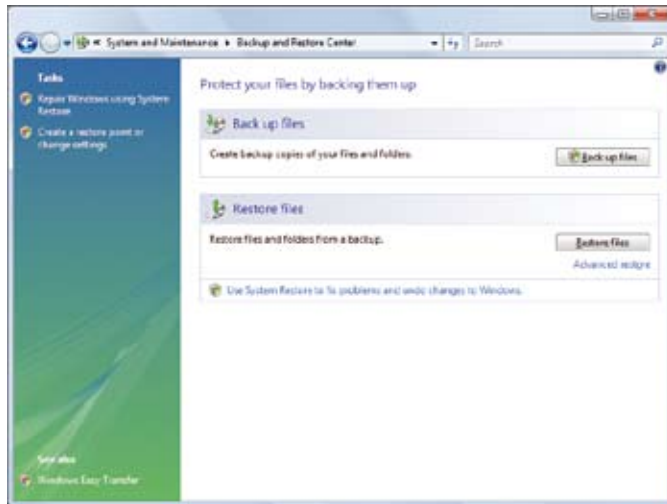 System and Maintenance ▸ Backup and Restore Center
Search
Tasks
Repair Windows using System
Restore
Create a restore point or
change settings
See also
Windows Easy Transfer
Protect your files by backing them up
Back up files
Create backup copies of your files and folders.
Back up files
Restore files
Restore files and folders from a backup.
Restore files
Advanced restore
Use System Restore to fix problems and undo changes to Windows.